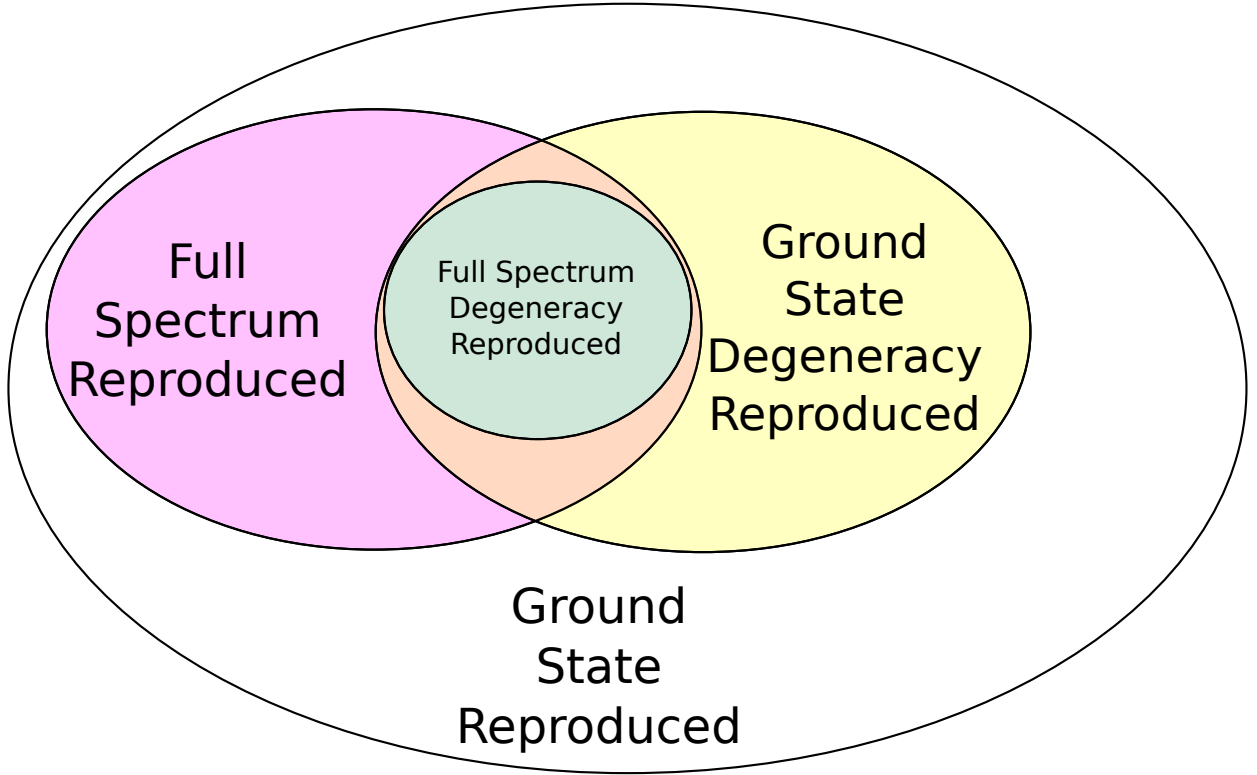 Full
Spectrum
Reproduced
Full Spectrum
Degeneracy
Reproduced
Ground
State
Degeneracy
Reproduced
Ground
State
Reproduced